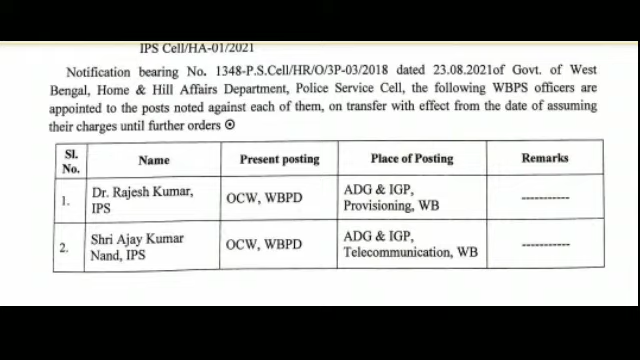 IPS Cell/HA-01/2021
Notification bearing No. 1348-P.S.Cell/HR/O/3P-03/2018 dated 23.08.2021of Govt. of West
Bengal, Home & Hill Affairs Department, Police Service Cell, the following WBPS officers are
appointed to the posts noted against each of them, on transfer with effect from the date of assuming
their charges until further orders
Sl. No. Name Present posting Place of Posting Remarks
1. Dr. Rajesh Kumar, IPS OCW, WBPD ADG & IGP, Provisioning, WB -----------
2. Shri Ajay Kumar Nand, IPS OCW, WBPD ADG & IGP, Telecommunication, WB -----------